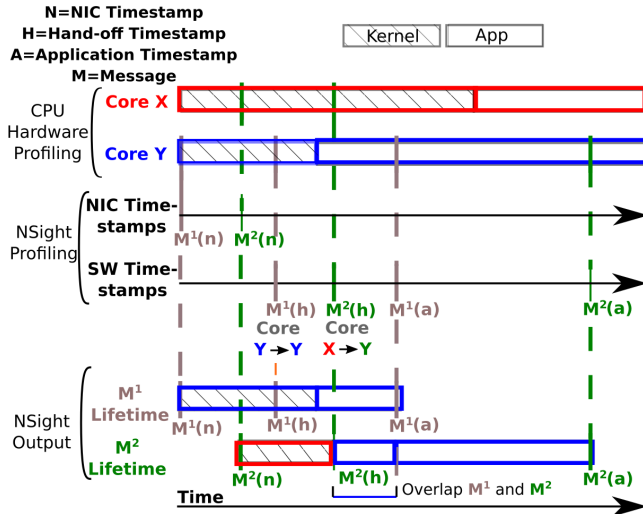 N=NIC Timestamp
H=Hand-off Timestamp
A=Application Timestamp
M=Message
Kernel
App
CPU
Hardware
Profiling
Core X
Core Y
NSight
Profiling
NIC Time-
stamps
M¹(n)
M²(n)
SW Time-
stamps
M¹(h)
M²(h)
M¹(a)
M²(a)
Core
Y → Y
Core
X → Y
NSight
Output
M¹
Lifetime
M¹(n)
M¹(h)
M¹(a)
M²
Lifetime
M²(n)
M²(h)
M²(a)
Overlap M¹ and M²
Time